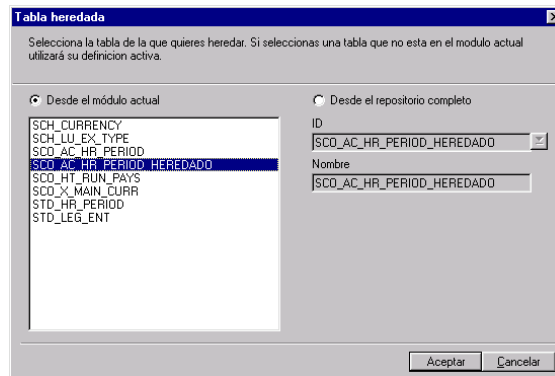 Tabla heredada
Selecciona la tabla de la que quieres heredar. Si seleccionas una tabla que no esta en el modulo actual
utilizará su definicion activa.
Desde el módulo actual
SCH_CURRENCY
SCH_LU_EX_TYPE
SCO_AC_HR_PERIOD
SCO_AC_HR_PERIOD_HEREDADO
SCO_HT_RUN_PAYS
SCO_X_MAIN_CURR
STD_HR_PERIOD
STD_LEG_ENT
Desde el repositorio completo
ID
SCO_AC_HR_PERIOD_HEREDADO
Nombre
SCO_AC_HR_PERIOD_HEREDADO
Aceptar
Cancelar